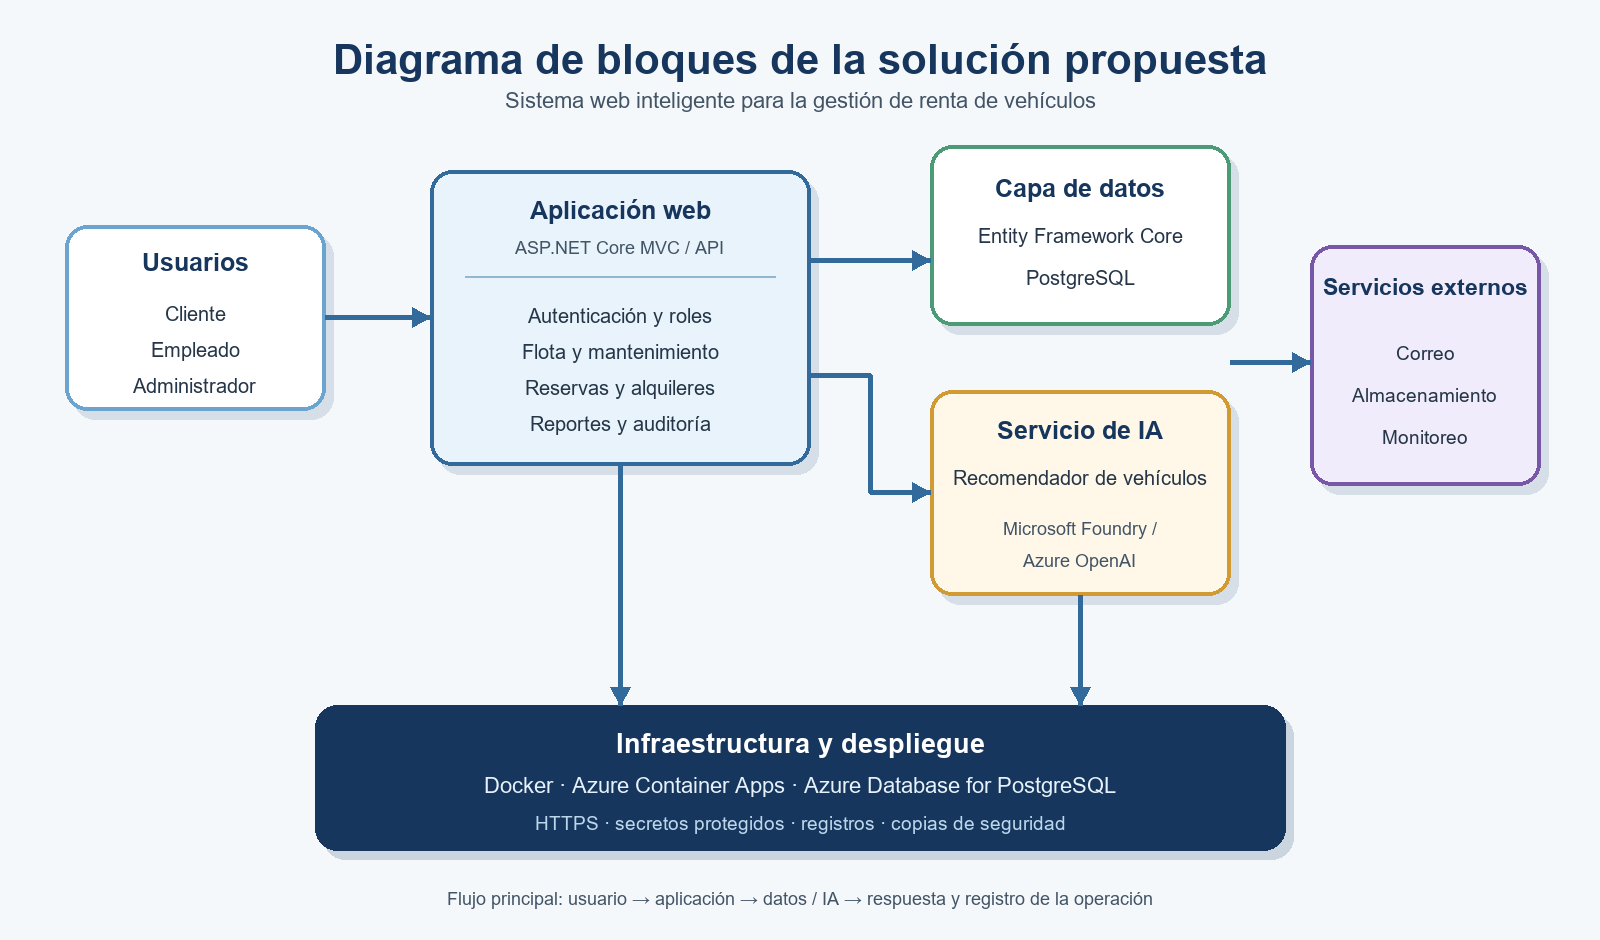 Diagrama de bloques de la solución propuesta
Sistema web inteligente para la gestión de renta de vehículos
Usuarios
Cliente
Empleado
Administrador
Aplicación web
ASP.NET Core MVC / API
Autenticación y roles
Flota y mantenimiento
Reservas y alquileres
Reportes y auditoría
Capa de datos
Entity Framework Core
PostgreSQL
Servicio de IA
Recomendador de vehículos
Microsoft Foundry /
Azure OpenAI
Servicios externos
Correo
Almacenamiento
Monitoreo
Infraestructura y despliegue
Docker · Azure Container Apps · Azure Database for PostgreSQL
HTTPS · secretos protegidos · registros · copias de seguridad
Flujo principal: usuario → aplicación → datos / IA → respuesta y registro de la operación